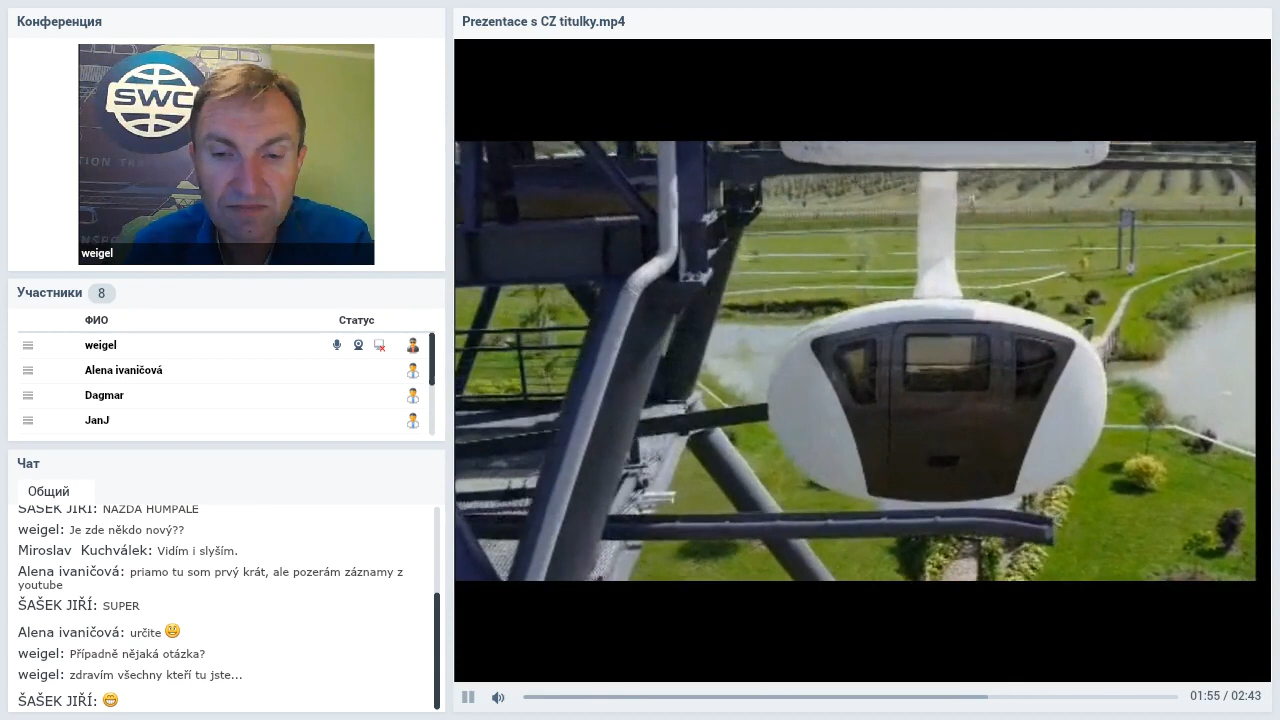 Конференция
SWC
weigel
Участники 8
ФИО
Статус
weigel
Alena ivaničová
Dagmar
JanJ
Чат
Общий
ŠAŠEK JIŘÍ: NAZDA HUMPÁLE
weigel: Je zde někdo nový??
Miroslav Kuchválek: Vidím i slyším.
Alena ivaničová: priamo tu som prvý krát, ale pozerám záznamy z
youtube
ŠAŠEK JIŘÍ: SUPER
Alena ivaničová: určite
weigel: Případně nějaká otázka?
weigel: zdravím všechny kteří tu jste...
ŠAŠEK JIŘÍ:
Prezentace s CZ titulky.mp4
01:55 / 02:43